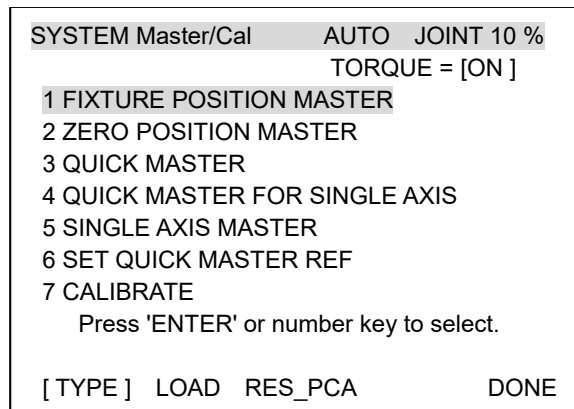 SYSTEM Master/Cal AUTO JOINT 10 %
TORQUE = [ON ]
1 FIXTURE POSITION MASTER
2 ZERO POSITION MASTER
3 QUICK MASTER
4 QUICK MASTER FOR SINGLE AXIS
5 SINGLE AXIS MASTER
6 SET QUICK MASTER REF
7 CALIBRATE
Press 'ENTER' or number key to select.
[ TYPE ] LOAD RES_PCA DONE